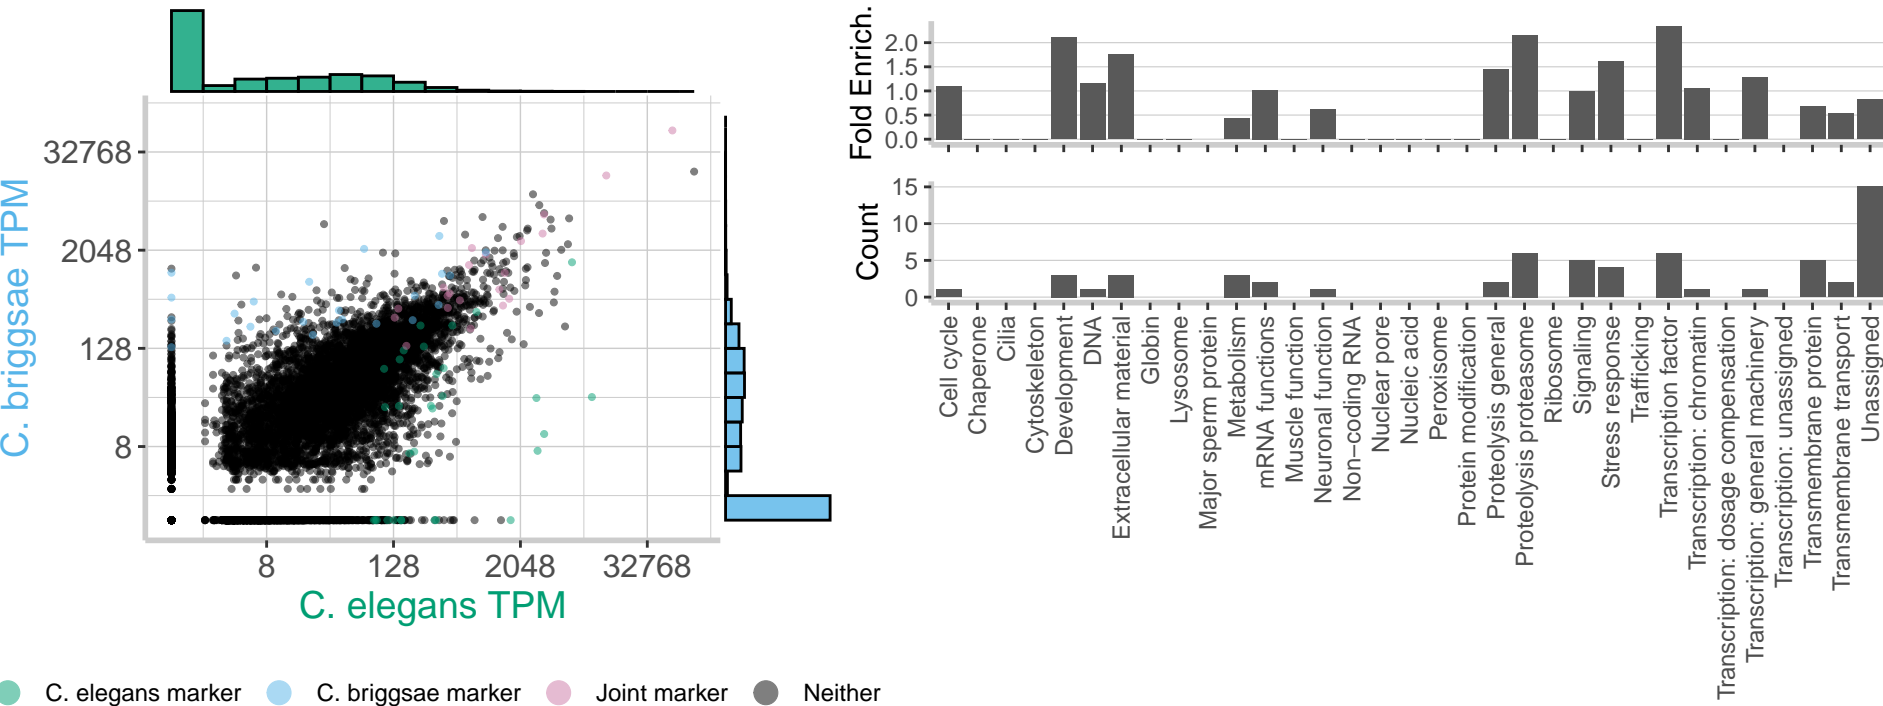 32768
2048
128
8
C. briggsae TPM
8
128
2048
32768
C. elegans TPM
C. elegans marker
C. briggsae marker
Joint marker
Neither
Fold Enrich.
2.0
1.5
1.0
0.5
0.0
Count
15
10
5
0
Cell cycle
Chaperone
Cilia
Cytoskeleton
Development
DNA
Extracellular material
Globin
Lysosome
Major sperm protein
Metabolism
mRNA functions
Muscle function
Neuronal function
Non−coding RNA
Nuclear pore
Nucleic acid
Peroxisome
Protein modification
Proteolysis general
Proteolysis proteasome
Ribosome
Signaling
Stress response
Trafficking
Transcription factor
Transcription: chromatin
Transcription: dosage compensation
Transcription: general machinery
Transcription: unassigned
Transmembrane protein
Transmembrane transport
Unassigned